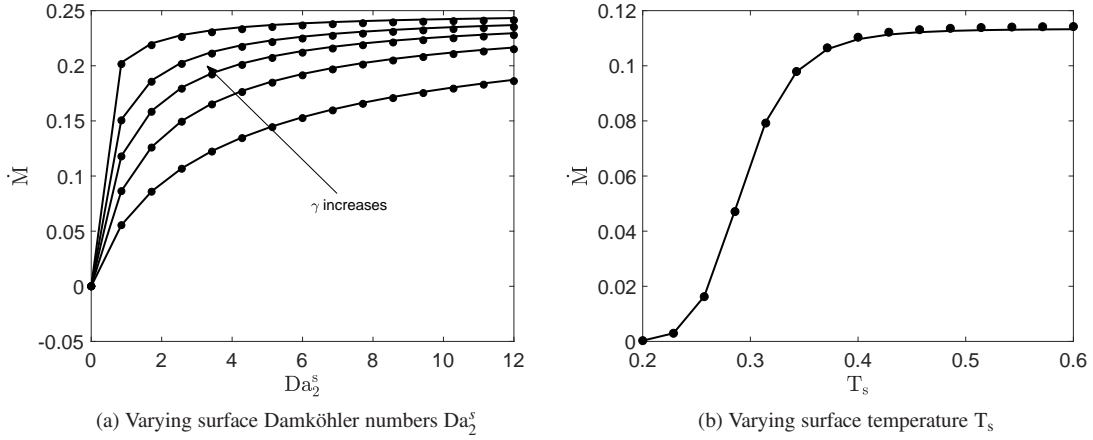 0.25
0.2
0.15
0.1
0.05
0
-0.05
Ṁ
γ increases
0 2 4 6 8 10 12
Da₂ˢ
(a) Varying surface Damköhler numbers Da₂ˢ
0.12
0.1
0.08
0.06
0.04
0.02
0
Ṁ
0.2 0.3 0.4 0.5 0.6
Tₛ
(b) Varying surface temperature Tₛ